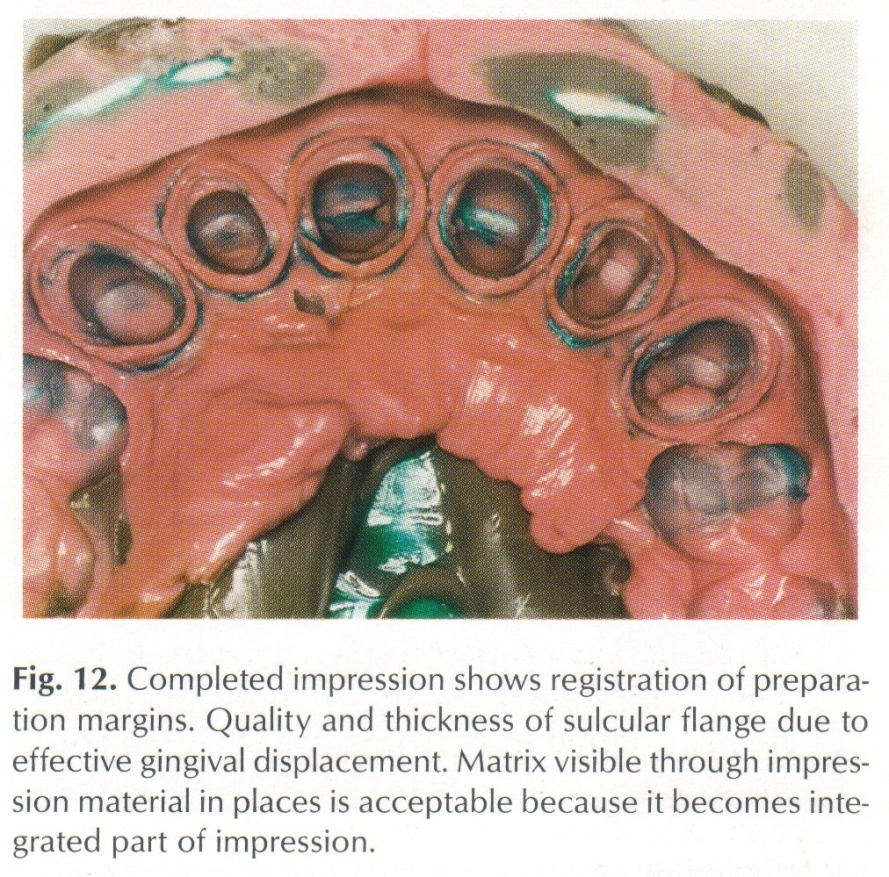 Fig. 12. Completed impression shows registration of prepara-
tion margins. Quality and thickness of sulcular flange due to
effective gingival displacement. Matrix visible through impres-
sion material in places is acceptable because it becomes inte-
grated part of impression.